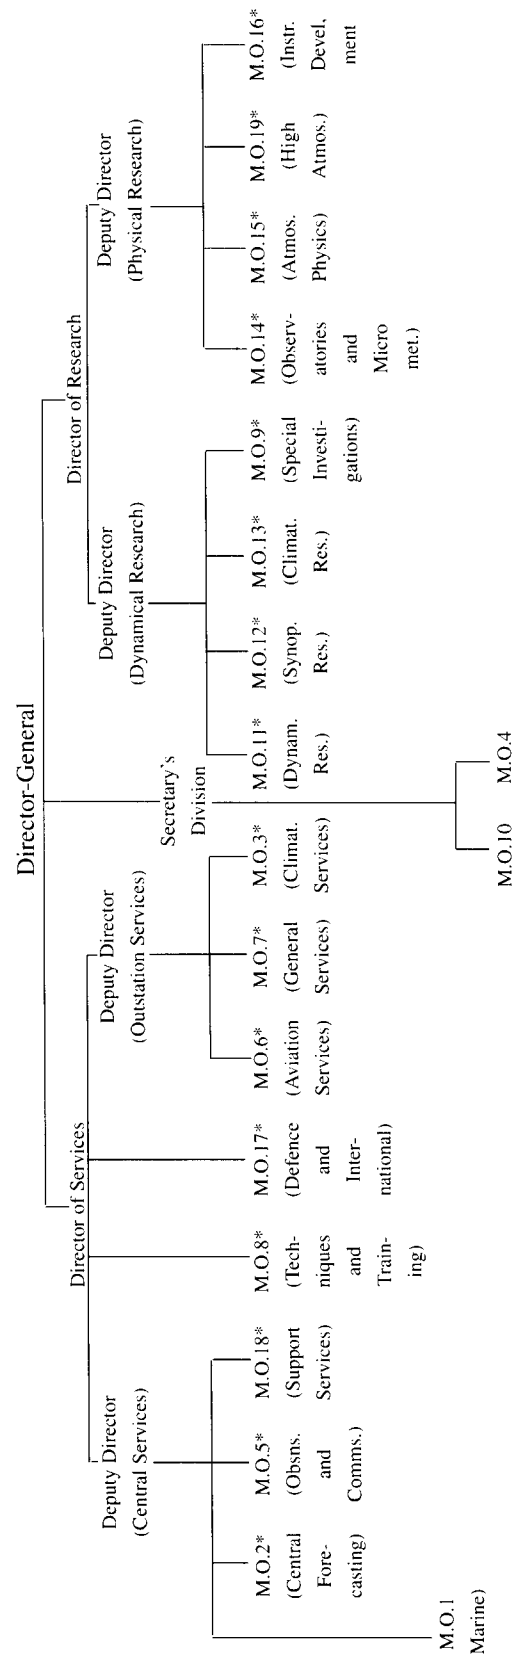 Director-General
Director of Services
Director of Research
Deputy Director
(Central Services)
Deputy Director
(Outstation Services)
Secretary's
Division
Deputy Director
(Dynamical Research)
Deputy Director
(Physical Research)
M.O.1
Marine)
M.O.2*
(Central
Fore-
casting)
M.O.5*
(Obsns.
and
Comms.)
M.O.18*
(Support
Services)
M.O.8*
(Tech-
niques
and
Train-
ing)
M.O.17*
(Defence
and
Inter-
national)
M.O.6*
(Aviation
Services)
M.O.7*
(General
Services)
M.O.3*
(Climat.
Services)
M.O.10
M.O.4
M.O.11*
(Dynam.
Res.)
M.O.12*
(Synop.
Res.)
M.O.13*
(Climat.
Res.)
M.O.9*
(Special
Investi-
gations)
M.O.14*
(Observ-
atories
and
Micro
met.)
M.O.15*
(Atmos.
Physics)
M.O.19*
(High
Atmos.)
M.O.16*
(Instr.
Devel,
ment